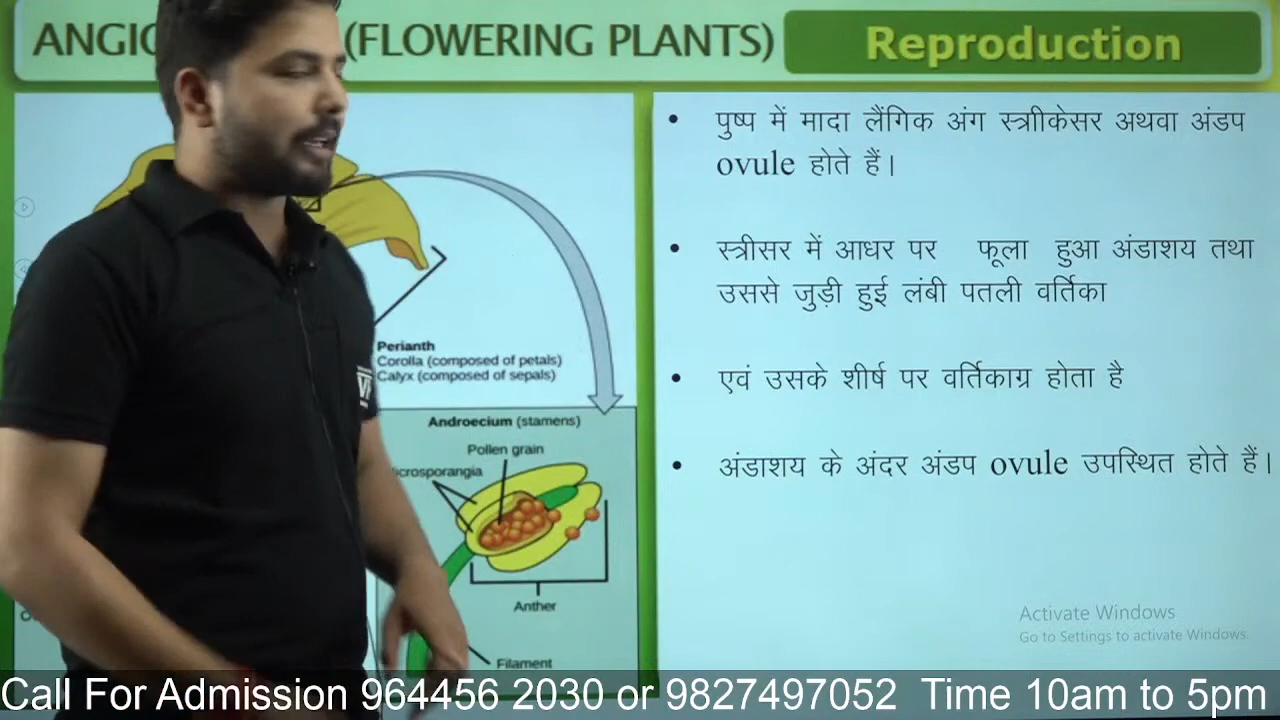 ANGIO (FLOWERING PLANTS)
Reproduction
• पुष्प में मादा लैंगिक अंग स्त्राीकेसर अथवा अंडप
ovule होते हैं।
• स्त्रीसर में आधर पर फूला हुआ अंडाशय तथा
उससे जुड़ी हुई लंबी पतली वर्तिका
• एवं उसके शीर्ष पर वर्तिकाग्र होता है
• अंडाशय के अंदर अंडप ovule उपस्थित होते हैं।
Perianth
Corolla (composed of petals)
Calyx (composed of sepals)
Androecium (stamens)
Pollen grain
icrosporangia
Anther
Filament
Activate Windows
Go to Settings to activate Windows.
Call For Admission 964456 2030 or 9827497052 Time 10am to 5pm